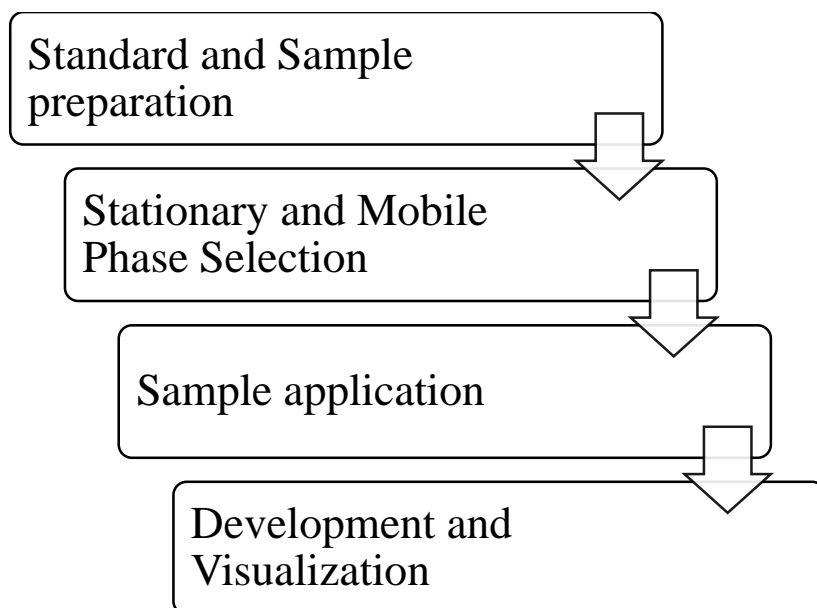 Standard and Sample
preparation
Stationary and Mobile
Phase Selection
Sample application
Development and
Visualization